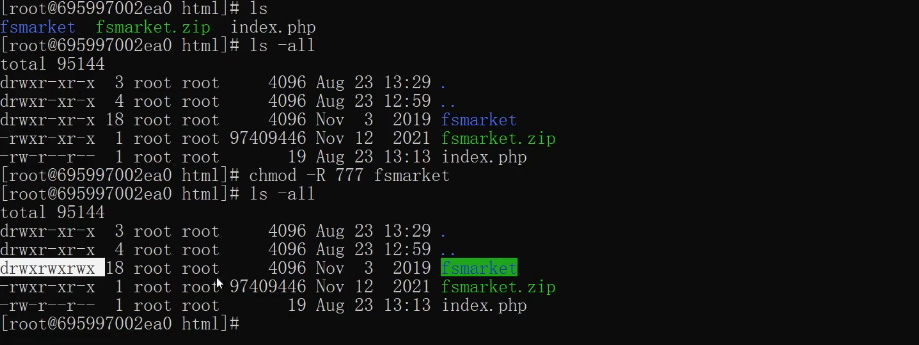 [root@695997002ea0 html]# ls
fsmarket  fsmarket.zip  index.php
[root@695997002ea0 html]# ls -all
total 95144
drwxr-xr-x  3 root root     4096 Aug 23 13:29 .
drwxr-xr-x  4 root root     4096 Aug 23 12:59 ..
drwxr-xr-x 18 root root     4096 Nov  3  2019 fsmarket
-rwxr-xr-x  1 root root 97409446 Nov 12  2021 fsmarket.zip
-rw-r--r--  1 root root       19 Aug 23 13:13 index.php
[root@695997002ea0 html]# chmod -R 777 fsmarket
[root@695997002ea0 html]# ls -all
total 95144
drwxr-xr-x  3 root root     4096 Aug 23 13:29 .
drwxr-xr-x  4 root root     4096 Aug 23 12:59 ..
drwxrwxrwx 18 root root     4096 Nov  3  2019 fsmarket
-rwxr-xr-x  1 root root 97409446 Nov 12  2021 fsmarket.zip
-rw-r--r--  1 root root       19 Aug 23 13:13 index.php
[root@695997002ea0 html]#